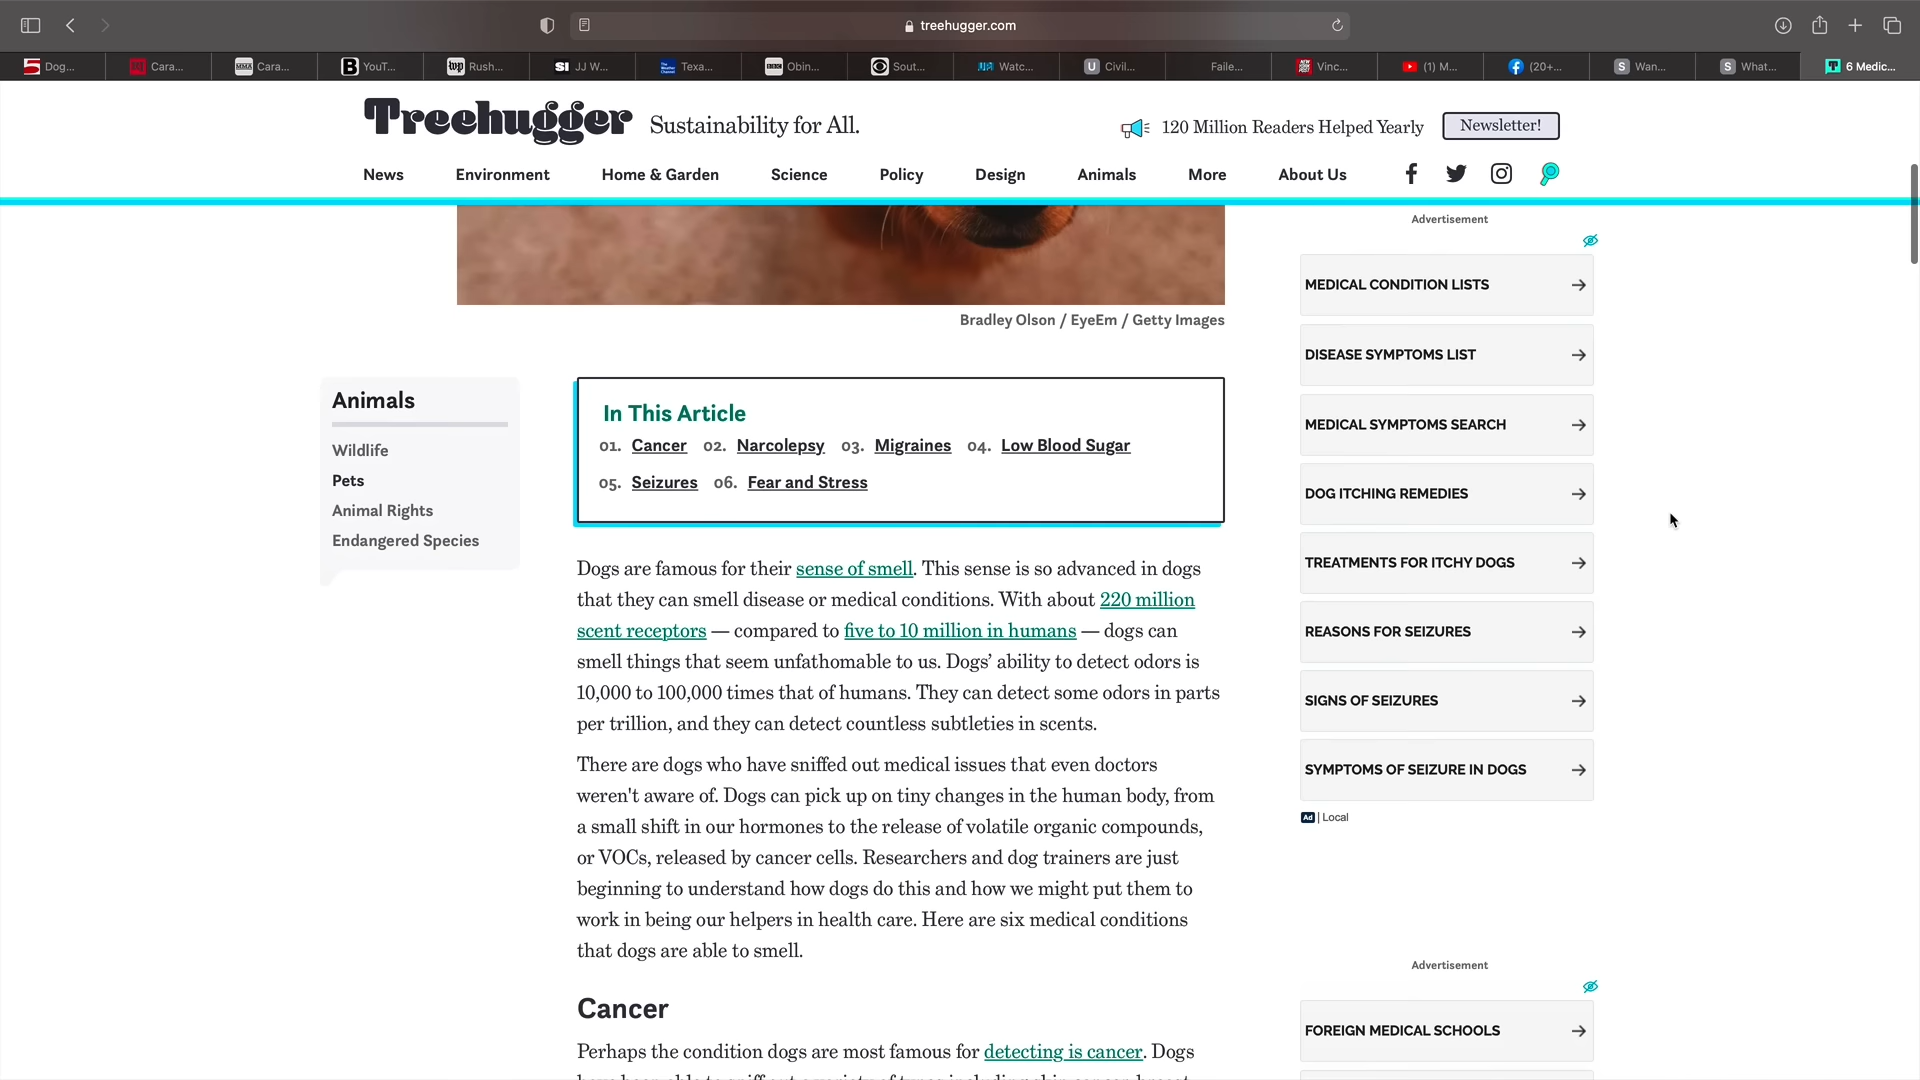 treehugger.com
Dog...
Cara...
Cara...
YouT...
Rush...
JJ W...
Texa...
Obin...
Sout...
Watc...
Civil...
Faile...
Vinc...
(1) M...
(20+...
Wan...
What...
6 Medic...
Treehugger
Sustainability for All.
120 Million Readers Helped Yearly
Newsletter!
News
Environment
Home & Garden
Science
Policy
Design
Animals
More
About Us
Bradley Olson / EyeEm / Getty Images
Animals
Wildlife
Pets
Animal Rights
Endangered Species
In This Article
01. Cancer 02. Narcolepsy 03. Migraines 04. Low Blood Sugar
05. Seizures 06. Fear and Stress
Dogs are famous for their sense of smell. This sense is so advanced in dogs
that they can smell disease or medical conditions. With about 220 million
scent receptors — compared to five to 10 million in humans — dogs can
smell things that seem unfathomable to us. Dogs’ ability to detect odors is
10,000 to 100,000 times that of humans. They can detect some odors in parts
per trillion, and they can detect countless subtleties in scents.
There are dogs who have sniffed out medical issues that even doctors
weren't aware of. Dogs can pick up on tiny changes in the human body, from
a small shift in our hormones to the release of volatile organic compounds,
or VOCs, released by cancer cells. Researchers and dog trainers are just
beginning to understand how dogs do this and how we might put them to
work in being our helpers in health care. Here are six medical conditions
that dogs are able to smell.
Cancer
Perhaps the condition dogs are most famous for detecting is cancer. Dogs
Advertisement
MEDICAL CONDITION LISTS
DISEASE SYMPTOMS LIST
MEDICAL SYMPTOMS SEARCH
DOG ITCHING REMEDIES
TREATMENTS FOR ITCHY DOGS
REASONS FOR SEIZURES
SIGNS OF SEIZURES
SYMPTOMS OF SEIZURE IN DOGS
Ad | Local
Advertisement
FOREIGN MEDICAL SCHOOLS